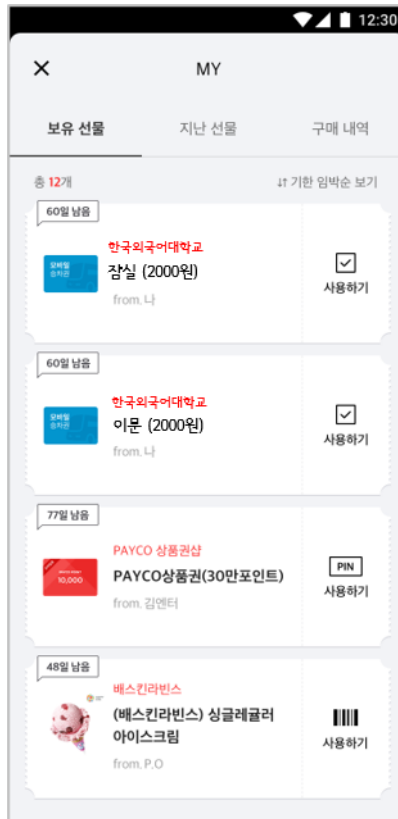 12:30
MY
보유 선물
지난 선물
구매 내역
총 12개
기한 임박순 보기
60일 남음
모바일
승차권
한국외국어대학교
잠실 (2000원)
from. 나
사용하기
60일 남음
모바일
승차권
한국외국어대학교
이문 (2000원)
from. 나
사용하기
77일 남음
10,000
PAYCO 상품권샵
PAYCO상품권(30만포인트)
from. 김엔터
PIN
사용하기
48일 남음
배스킨라빈스
(배스킨라빈스) 싱글레귤러
아이스크림
from. P.O
사용하기